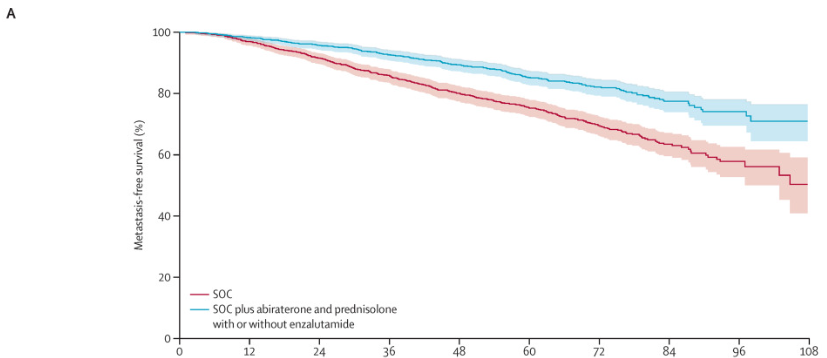 A
Metastasis-free survival (%)
100
80
60
40
20
0
SOC
SOC plus abiraterone and prednisolone
with or without enzalutamide
0 12 24 36 48 60 72 84 96 108